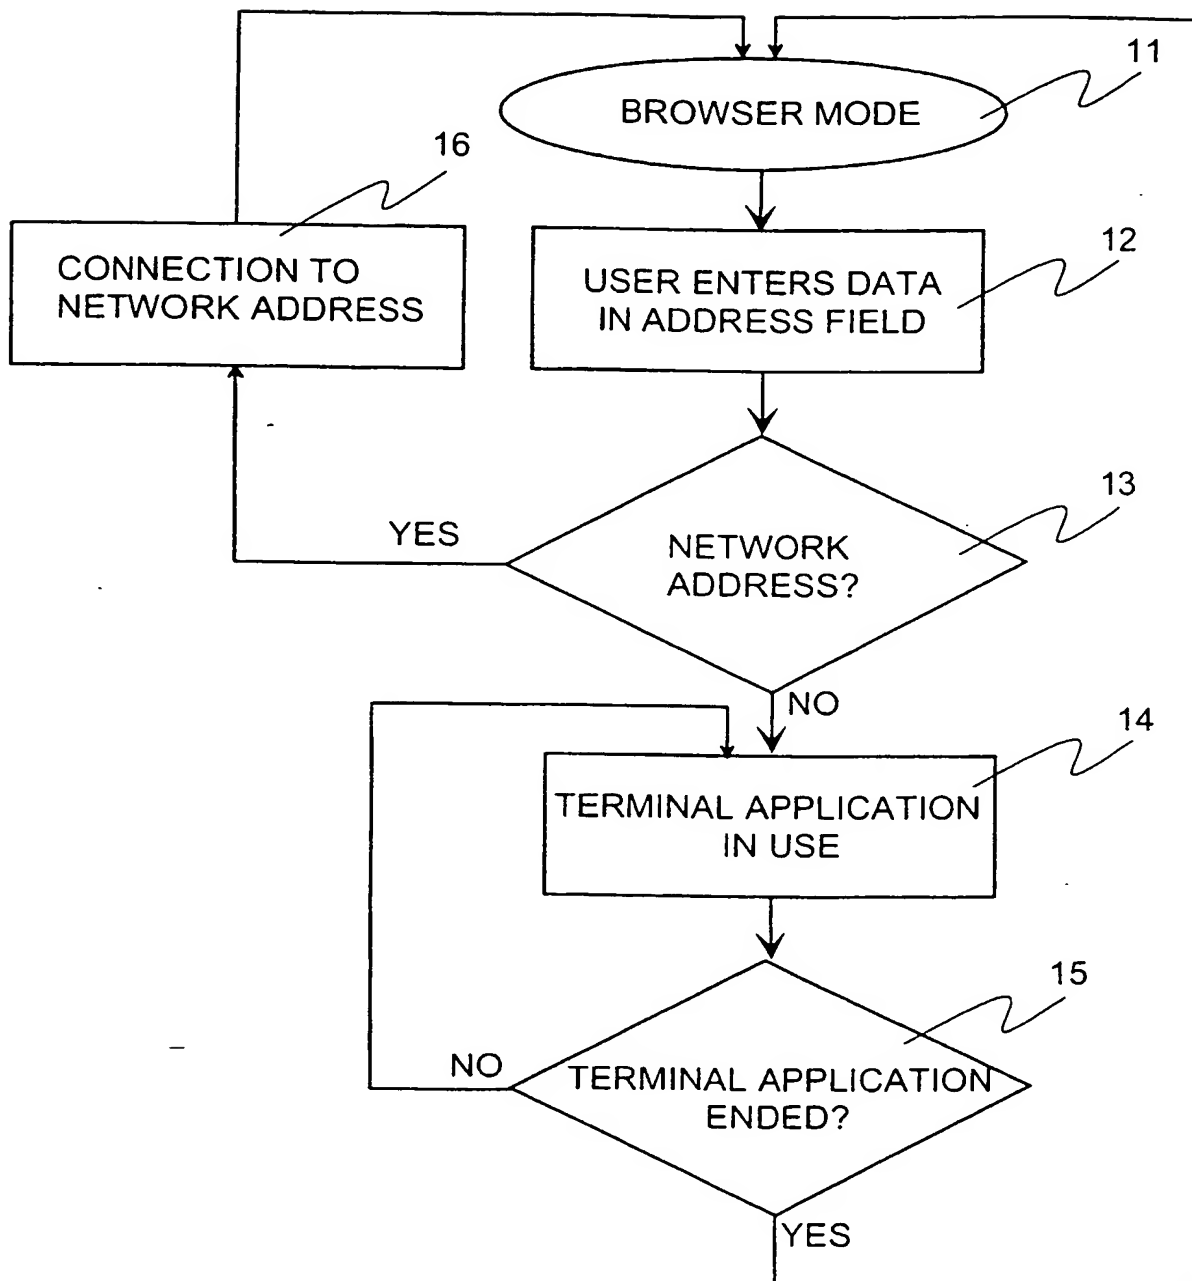 11
BROWSER MODE
16
CONNECTION TO
NETWORK ADDRESS
12
USER ENTERS DATA
IN ADDRESS FIELD
13
YES
NETWORK
ADDRESS?
NO
14
TERMINAL APPLICATION
IN USE
15
NO
TERMINAL APPLICATION
ENDED?
YES